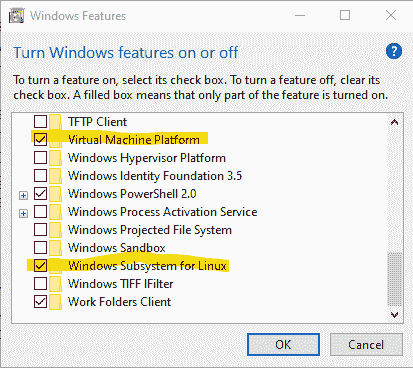 Windows Features
Turn Windows features on or off
To turn a feature on, select its check box. To turn a feature off, clear its
check box. A filled box means that only part of the feature is turned on.
TFTP Client
Virtual Machine Platform
Windows Hypervisor Platform
Windows Identity Foundation 3.5
Windows PowerShell 2.0
Windows Process Activation Service
Windows Projected File System
Windows Sandbox
Windows Subsystem for Linux
Windows TIFF IFilter
Work Folders Client
OK
Cancel